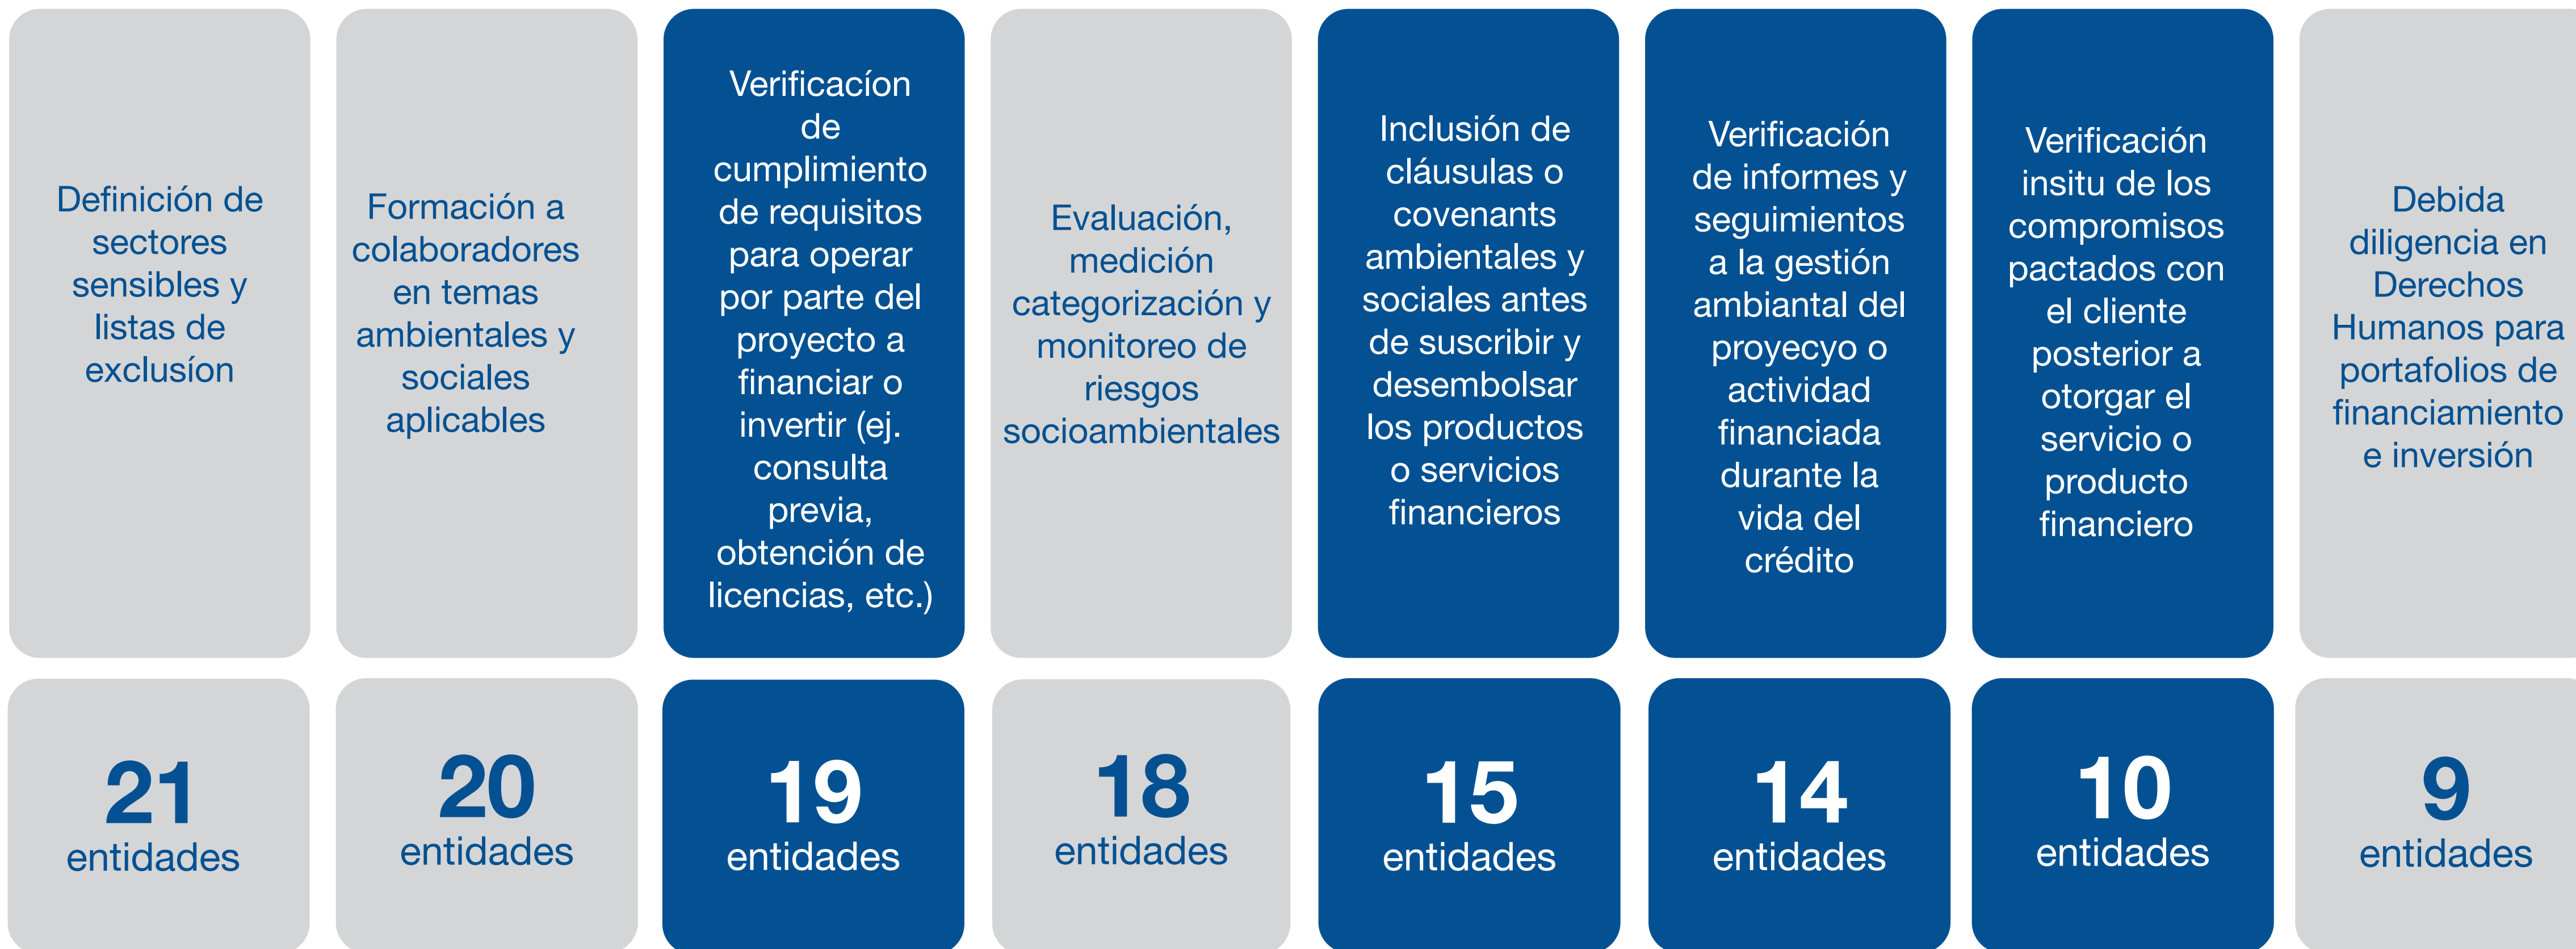 Definición de
sectores
sensibles y
listas de
exclusíon
Formación a
colaboradores
en temas
ambientales y
sociales
aplicables
Verificacíon
de
cumplimiento
de requisitos
para operar
por parte del
proyecto a
financiar o
invertir (ej.
consulta
previa,
obtención de
licencias, etc.)
Evaluación,
medición
categorización y
monitoreo de
riesgos
socioambientales
Inclusión de
cláusulas o
covenants
ambientales y
sociales antes
de suscribir y
desembolsar
los productos
o servicios
financieros
Verificación
de informes y
seguimientos
a la gestión
ambiantal del
proyecyo o
actividad
financiada
durante la
vida del
crédito
Verificación
insitu de los
compromisos
pactados con
el cliente
posterior a
otorgar el
servicio o
producto
financiero
Debida
diligencia en
Derechos
Humanos para
portafolios de
financiamiento
e inversión
21
entidades
20
entidades
19
entidades
18
entidades
15
entidades
14
entidades
10
entidades
9
entidades